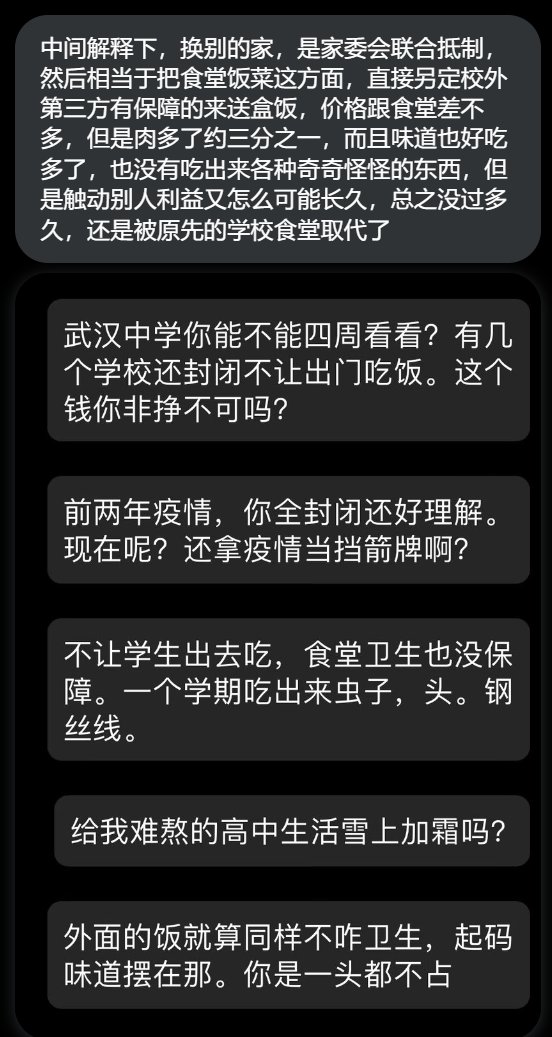 中间解释下，换别的家，是家委会联合抵制，
然后相当于把食堂饭菜这方面，直接另定校外
第三方有保障的来送盒饭，价格跟食堂差不
多，但是肉多了约三分之一，而且味道也好吃
多了，也没有吃出来各种奇奇怪怪的东西，但
是触动别人利益又怎么可能长久，总之没过多
久，还是被原先的学校食堂取代了
武汉中学你能不能四周看看？有几
个学校还封闭不让出门吃饭。这个
钱你非挣不可吗？
前两年疫情，你全封闭还好理解。
现在呢？还拿疫情当挡箭牌啊？
不让学生出去吃，食堂卫生也没保
障。一个学期吃出来虫子，头。钢
丝线。
给我难熬的高中生活雪上加霜吗？
外面的饭就算同样不咋卫生，起码
味道摆在那。你是一头都不占